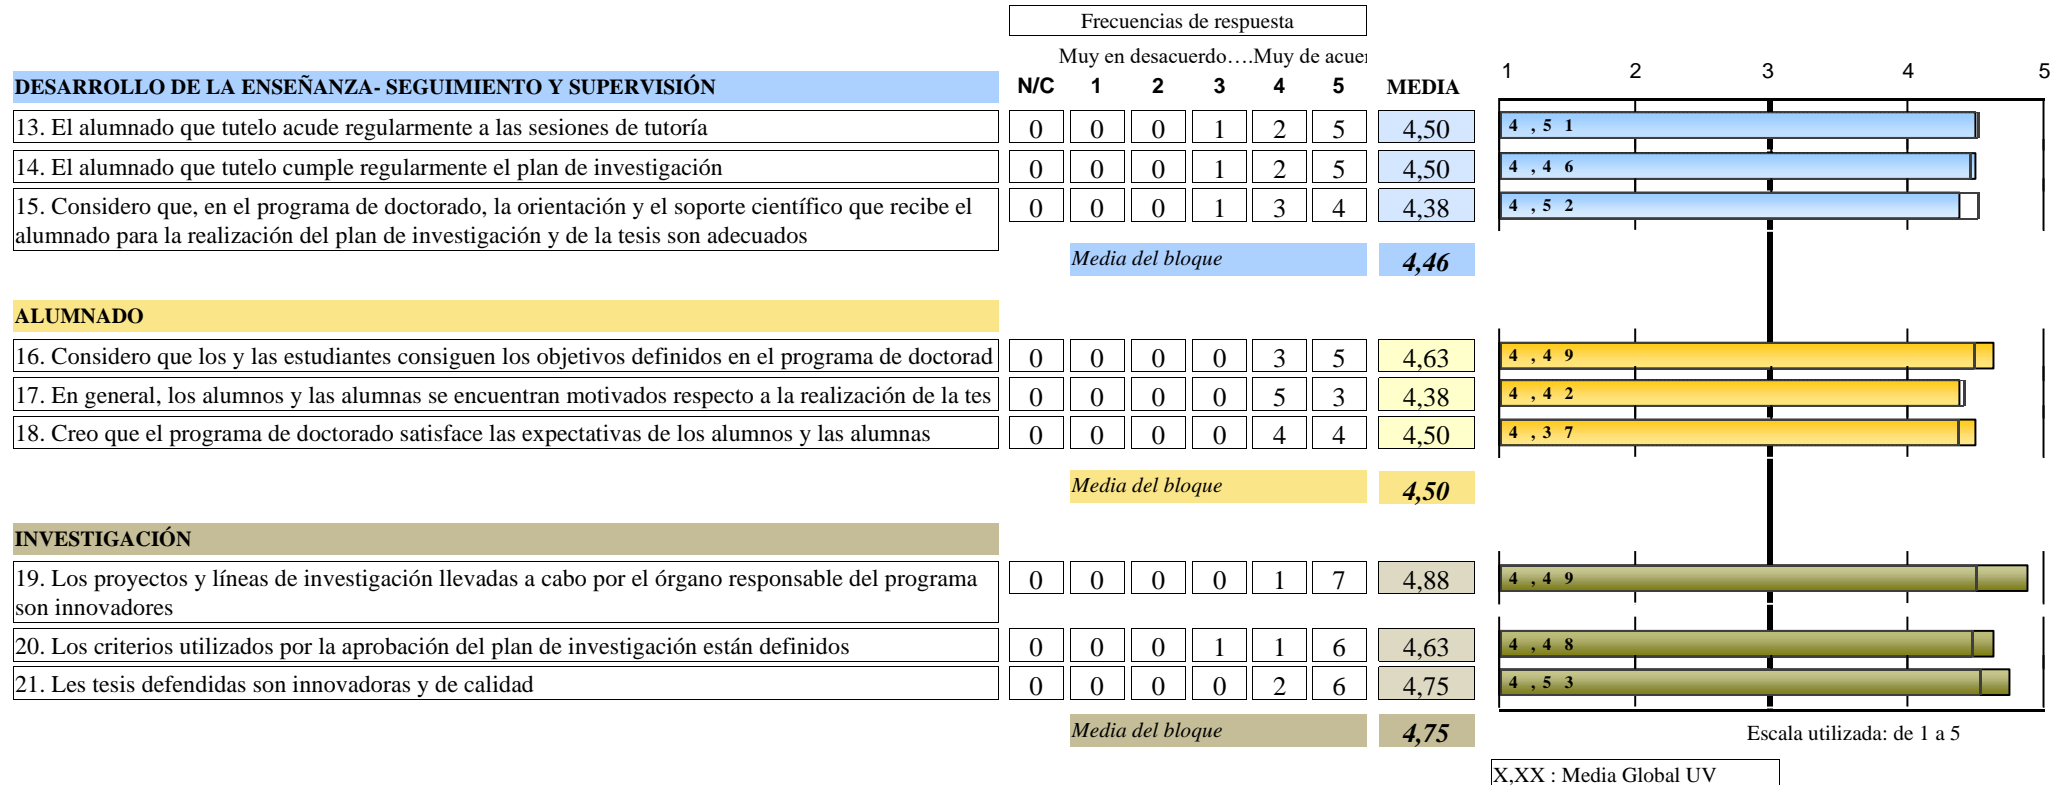 Frecuencias de respuesta
Muy en desacuerdo….Muy de acuer
DESARROLLO DE LA ENSEÑANZA- SEGUIMIENTO Y SUPERVISIÓN N/C 1 2 3 4 5 MEDIA 1 2 3 4 5
13. El alumnado que tutelo acude regularmente a las sesiones de tutoría 0 0 0 1 2 5 4,50 4,51
14. El alumnado que tutelo cumple regularmente el plan de investigación 0 0 0 1 2 5 4,50 4,46
15. Considero que, en el programa de doctorado, la orientación y el soporte científico que recibe el 0 0 0 1 3 4 4,38 4,52
alumnado para la realización del plan de investigación y de la tesis son adecuados
Media del bloque 4,46
ALUMNADO
16. Considero que los y las estudiantes consiguen los objetivos definidos en el programa de doctorad 0 0 0 0 3 5 4,63 4,49
17. En general, los alumnos y las alumnas se encuentran motivados respecto a la realización de la tes 0 0 0 0 5 3 4,38 4,42
18. Creo que el programa de doctorado satisface las expectativas de los alumnos y las alumnas 0 0 0 0 4 4 4,50 4,37
Media del bloque 4,50
INVESTIGACIÓN
19. Los proyectos y líneas de investigación llevadas a cabo por el órgano responsable del programa 0 0 0 0 1 7 4,88 4,49
son innovadores
20. Los criterios utilizados por la aprobación del plan de investigación están definidos 0 0 0 1 1 6 4,63 4,48
21. Les tesis defendidas son innovadoras y de calidad 0 0 0 0 2 6 4,75 4,53
Media del bloque 4,75 Escala utilizada: de 1 a 5
X,XX : Media Global UV